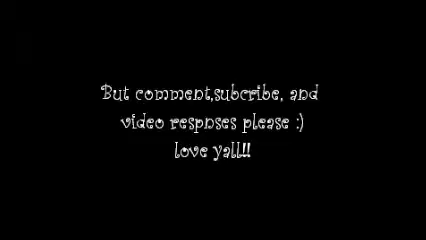 But comment,subcribe, and
video respnses please :)
love yall!!